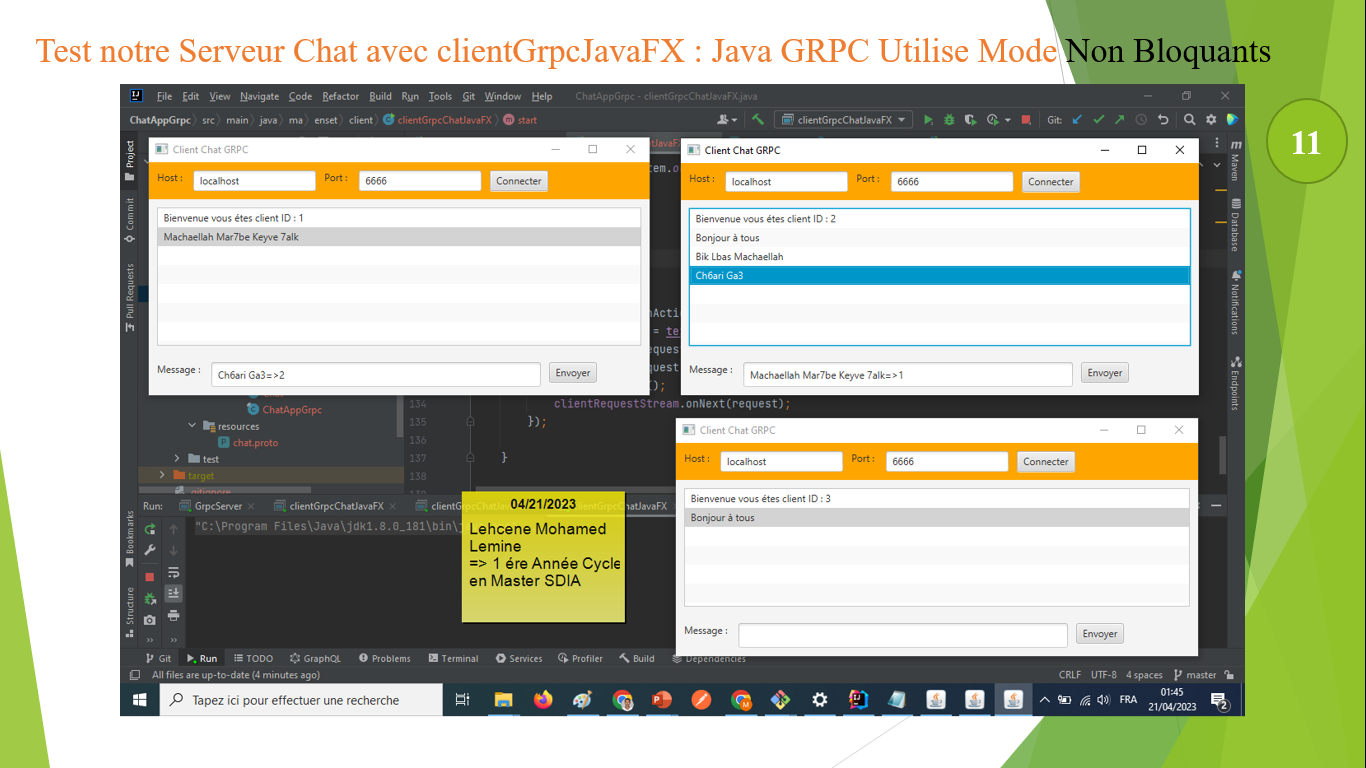 Test notre Serveur Chat avec clientGrpcJavaFX : Java GRPC Utilise Mode Non Bloquants
11
File Edit View Navigate Code Refactor Build Run Tools Git Window Help ChatAppGrpc - clientGrpcChatJavaFX.java
ChatAppGrpc src main java ma enset client clientGrpcChatJavaFX start clientGrpcChatJavaFX Git:
Project
Commit
Pull Requests
Bookmarks
Structure
Client Chat GRPC
Host : localhost Port : 6666 Connecter
Bienvenue vous étes client ID : 1
Machaellah Mar7be Keyve 7alk
Message : Ch6ari Ga3=>2 Envoyer
Client Chat GRPC
Host : localhost Port : 6666 Connecter
Bienvenue vous étes client ID : 2
Bonjour à tous
Bik Lbas Machaellah
Ch6ari Ga3
Message : Machaellah Mar7be Keyve 7alk=>1 Envoyer
Maven
Database
Notifications
Endpoints
ChatAppGrpc
resources
chat.proto
test
target
.gitignore
134 clientRequestStream.onNext(request);
135 });
136
137 }
138
Client Chat GRPC
Host : localhost Port : 6666 Connecter
Bienvenue vous étes client ID : 3
Bonjour à tous
Message : Envoyer
Run: GrpcServer clientGrpcChatJavaFX
"C:\Program Files\Java\jdk1.8.0_181\bin\
04/21/2023
Lehcene Mohamed
Lemine
=> 1 ére Année Cycle
en Master SDIA
Git Run TODO GraphQL Problems Terminal Services Profiler Build Dependencies
All files are up-to-date (4 minutes ago) CRLF UTF-8 4 spaces master
Tapez ici pour effectuer une recherche
FRA
01:45
21/04/2023
2